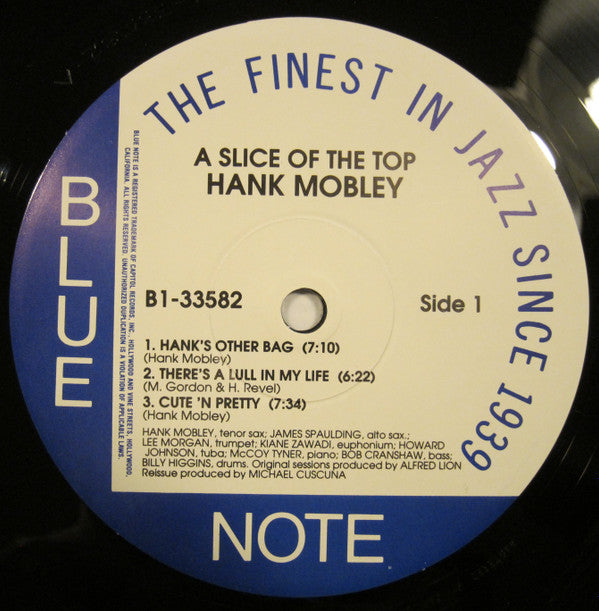 THE FINEST IN JAZZ SINCE 1939
A SLICE OF THE TOP
HANK MOBLEY
BLUE
BLUE NOTE IS A REGISTERED TRADEMARK OF CAPITOL RECORDS, INC., HOLLYWOOD AND VINE STREETS, HOLLYWOOD,
CALIFORNIA. ALL RIGHTS RESERVED. UNAUTHORIZED DUPLICATION IS A VIOLATION OF APPLICABLE LAWS.
B1-33582
Side 1
1. HANK'S OTHER BAG (7:10)
(Hank Mobley)
2. THERE'S A LULL IN MY LIFE (6:22)
(M. Gordon & H. Revel)
3. CUTE 'N PRETTY (7:34)
(Hank Mobley)
HANK MOBLEY, tenor sax; JAMES SPAULDING, alto sax.;
LEE MORGAN, trumpet; KIANE ZAWADI, euphonium; HOWARD
JOHNSON, tuba; McCOY TYNER, piano; BOB CRANSHAW, bass;
BILLY HIGGINS, drums. Original sessions produced by ALFRED LION
Reissue produced by MICHAEL CUSCUNA
NOTE